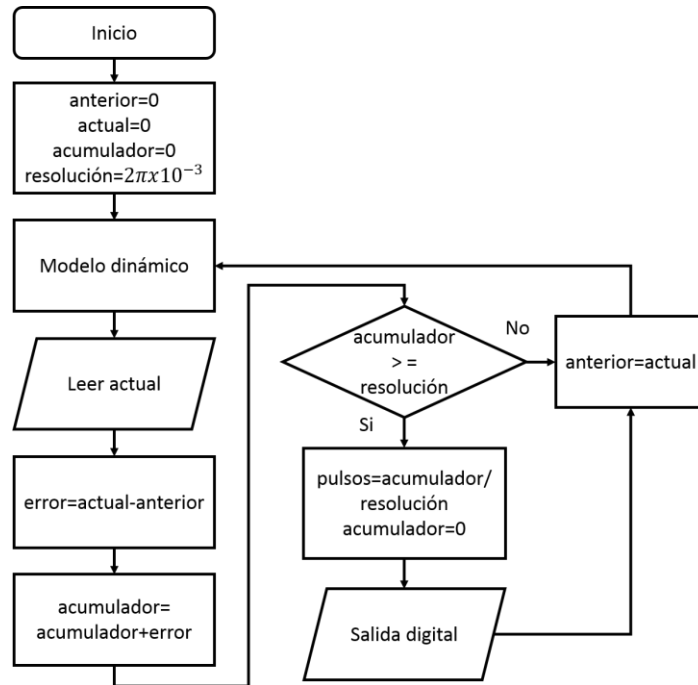 Inicio
anterior=0
actual=0
acumulador=0
resolución=2πx10⁻³
Modelo dinámico
Leer actual
error=actual-anterior
acumulador=
acumulador+error
acumulador
> =
resolución
No
Si
anterior=actual
pulsos=acumulador/
resolución
acumulador=0
Salida digital